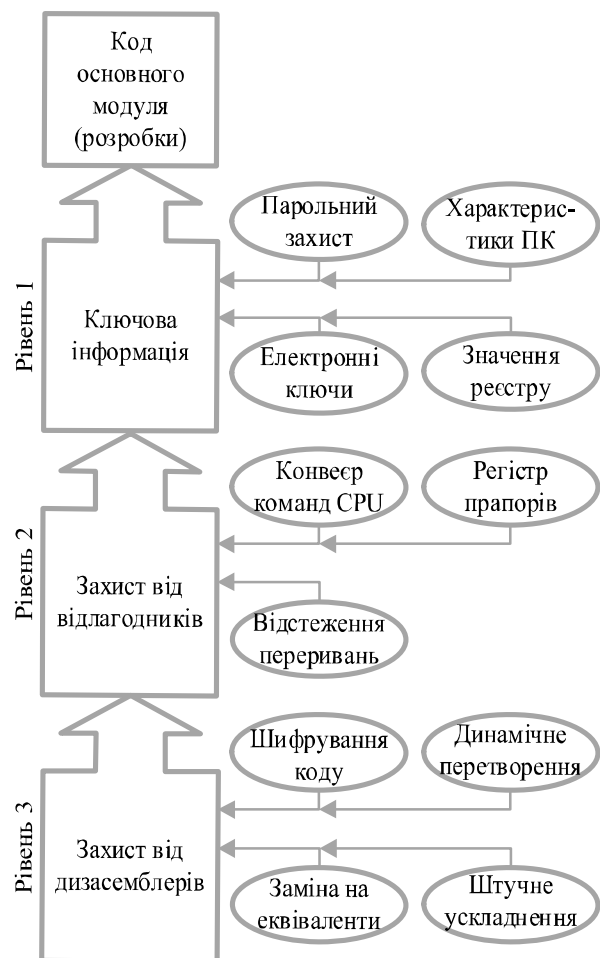 Код
основного
модуля
(розробки)
Рівень 1
Ключова
інформація
Парольний
захист
Характерис-
тики ПК
Електронні
ключи
Значення
реєстру
Рівень 2
Захист від
відлагодників
Конвеєр
команд CPU
Регістр
прапорів
Відстеження
переривань
Рівень 3
Захист від
дизасемблерів
Шифрування
коду
Динамічне
перетворення
Заміна на
еквіваленти
Штучне
ускладнення